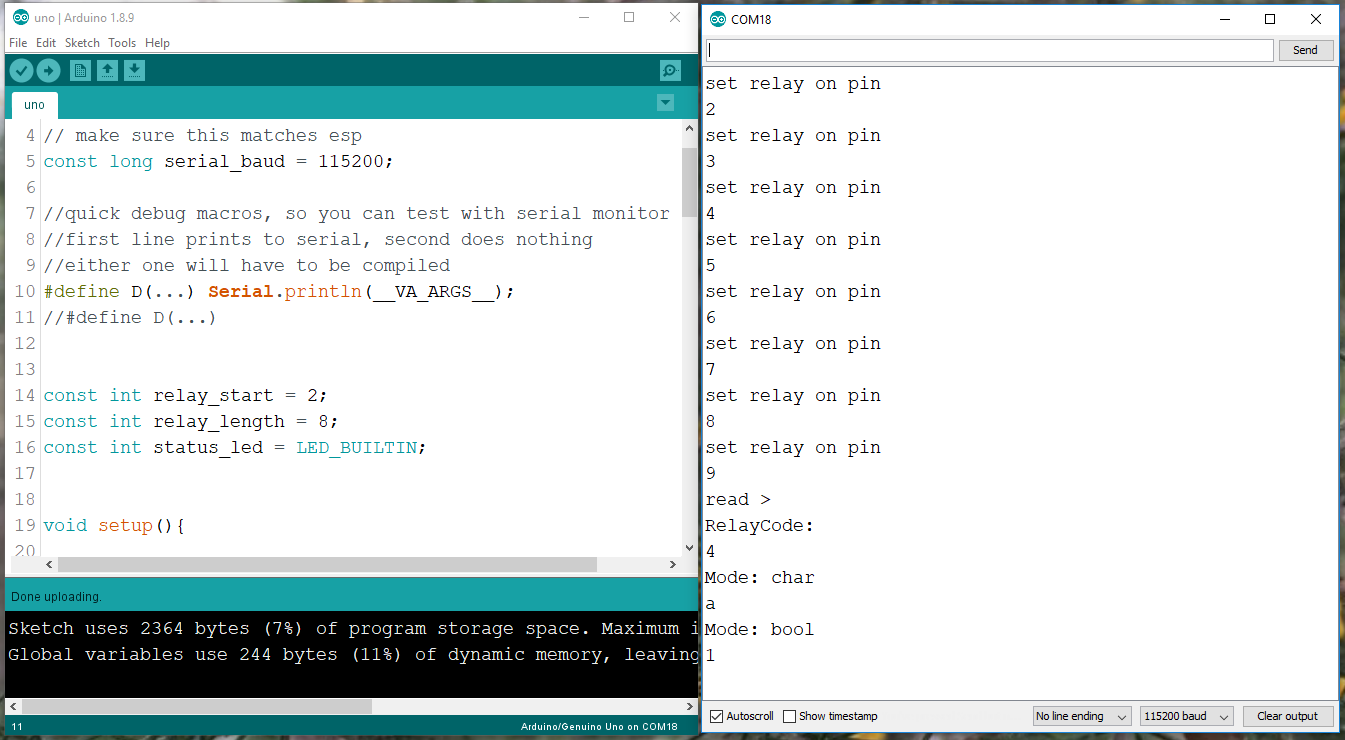 uno | Arduino 1.8.9
File Edit Sketch Tools Help
uno
4 // make sure this matches esp
5 const long serial_baud = 115200;
6
7 //quick debug macros, so you can test with serial monitor
8 //first line prints to serial, second does nothing
9 //either one will have to be compiled
10 #define D(...) Serial.println(__VA_ARGS__);
11 //#define D(...)
12
13
14 const int relay_start = 2;
15 const int relay_length = 8;
16 const int status_led = LED_BUILTIN;
17
18
19 void setup(){
20
Done uploading.
Sketch uses 2364 bytes (7%) of program storage space. Maximum i
Global variables use 244 bytes (11%) of dynamic memory, leaving
11 Arduino/Genuino Uno on COM18
COM18
Send
set relay on pin
2
set relay on pin
3
set relay on pin
4
set relay on pin
5
set relay on pin
6
set relay on pin
7
set relay on pin
8
set relay on pin
9
read >
RelayCode:
4
Mode: char
a
Mode: bool
1
Autoscroll Show timestamp No line ending 115200 baud Clear output